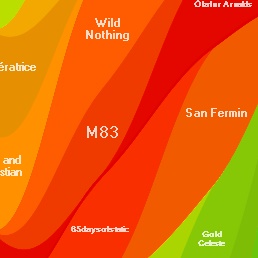 Ólafur Arnalds
Wild
Nothing
ératrice
San Fermin
M83
and
stian
65daysofstatic
Gold
Celeste